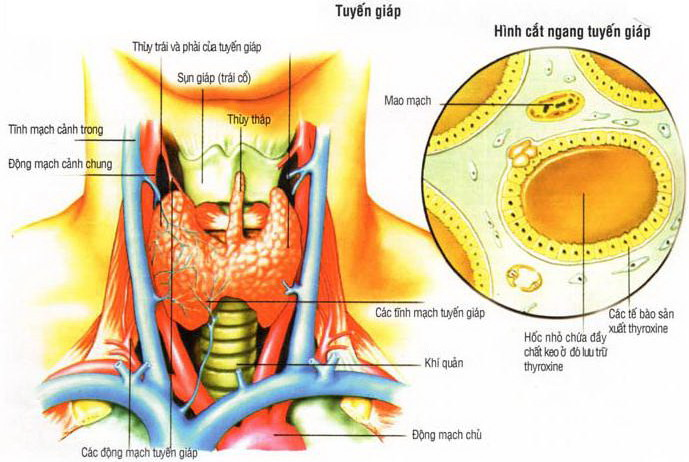 Tuyến giáp
Hình cắt ngang tuyến giáp
Thùy trái và phải của tuyến giáp
Sụn giáp (trái cổ)
Mao mạch
Thùy tháp
Tĩnh mạch cảnh trong
Động mạch cảnh chung
Các tĩnh mạch tuyến giáp
Các tế bào sản
xuất thyroxine
Hốc nhỏ chứa đầy
chất keo ở đó lưu trữ
thyroxine
Khí quản
Động mạch chủ
Các động mạch tuyến giáp